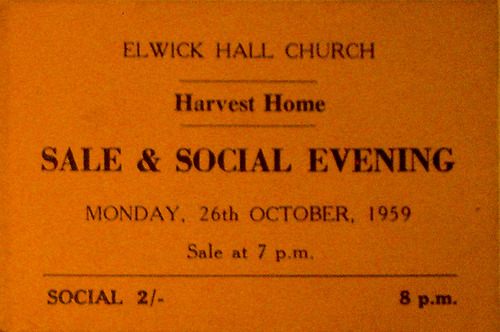 ELWICK HALL CHURCH
Harvest Home
SALE & SOCIAL EVENING
MONDAY, 26th OCTOBER, 1959
Sale at 7 p.m.
SOCIAL 2/- 8 p.m.